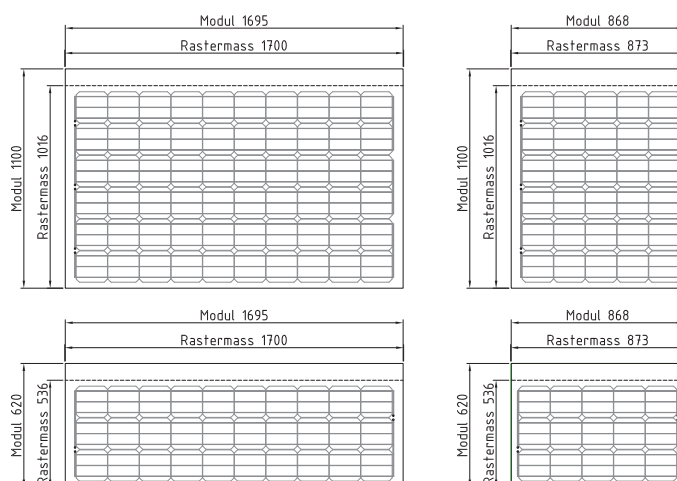 Modul 1695
Rastermass 1700
Modul 1100
Rastermass 1016
Modul 868
Rastermass 873
Modul 1100
Rastermass 1016
Modul 1695
Rastermass 1700
Modul 620
Rastermass 536
Modul 868
Rastermass 873
Modul 620
Rastermass 536